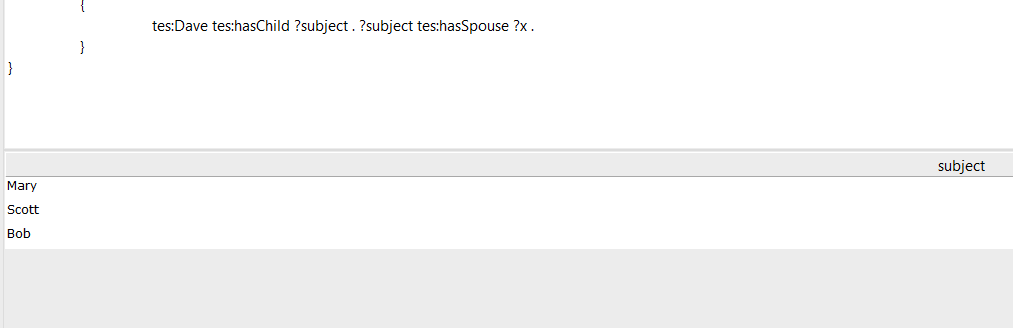 {
tes:Dave tes:hasChild ?subject . ?subject tes:hasSpouse ?x .
}
}
subject
Mary
Scott
Bob